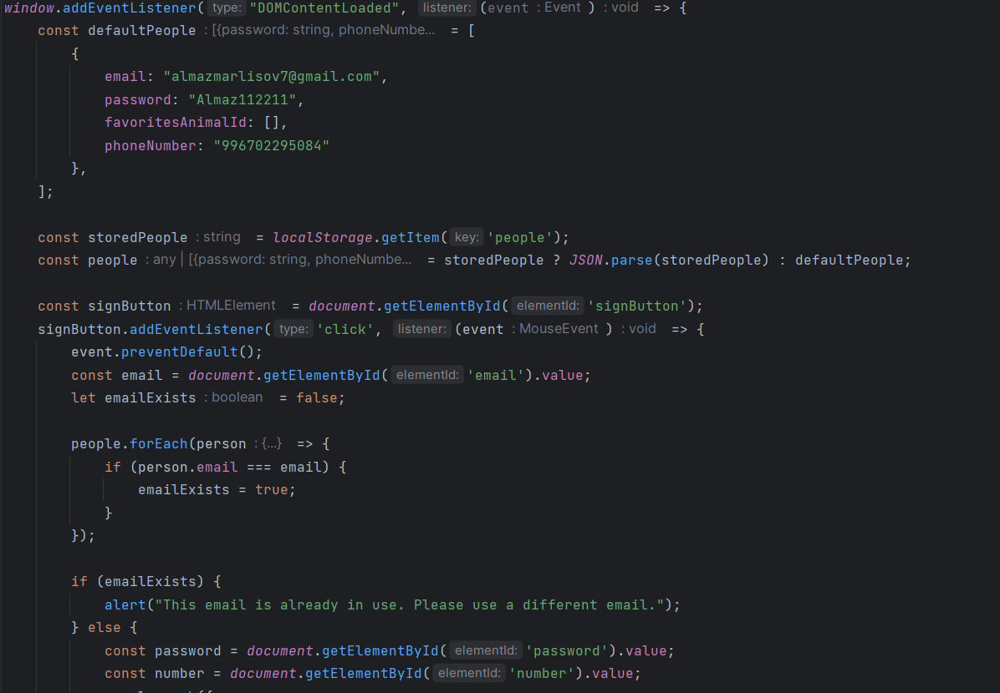 window.addEventListener( type: "DOMContentLoaded", listener: (event : Event ) : void => {
const defaultPeople : [{password: string, phoneNumbe... = [
{
email: "almazmarlisov7@gmail.com",
password: "Almaz112211",
favoritesAnimalId: [],
phoneNumber: "996702295084"
},
];
const storedPeople : string = localStorage.getItem( key: 'people');
const people : any | [{password: string, phoneNumbe... = storedPeople ? JSON.parse(storedPeople) : defaultPeople;
const signButton : HTMLElement = document.getElementById( elementId: 'signButton');
signButton.addEventListener( type: 'click', listener: (event : MouseEvent ) : void => {
event.preventDefault();
const email = document.getElementById( elementId: 'email').value;
let emailExists : boolean = false;
people.forEach(person : {...} => {
if (person.email === email) {
emailExists = true;
}
});
if (emailExists) {
alert("This email is already in use. Please use a different email.");
} else {
const password = document.getElementById( elementId: 'password').value;
const number = document.getElementById( elementId: 'number').value;